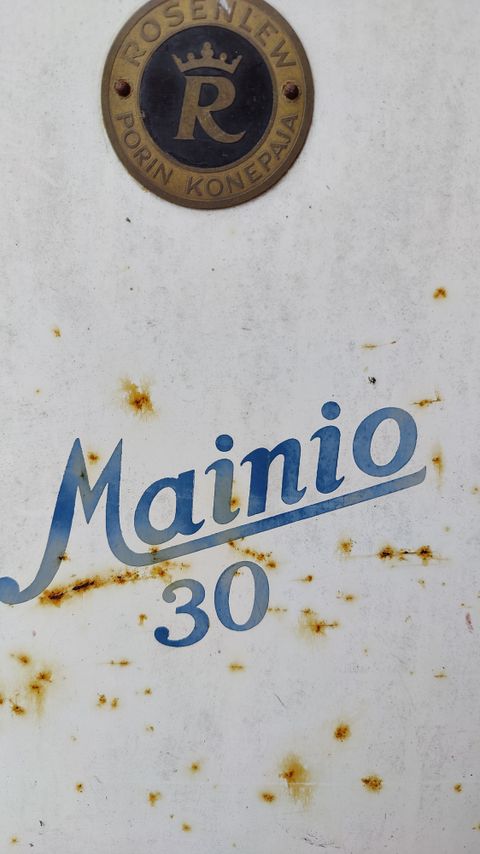 ROSENLEW
R
PORIN KONEPAJA
Mainio
30